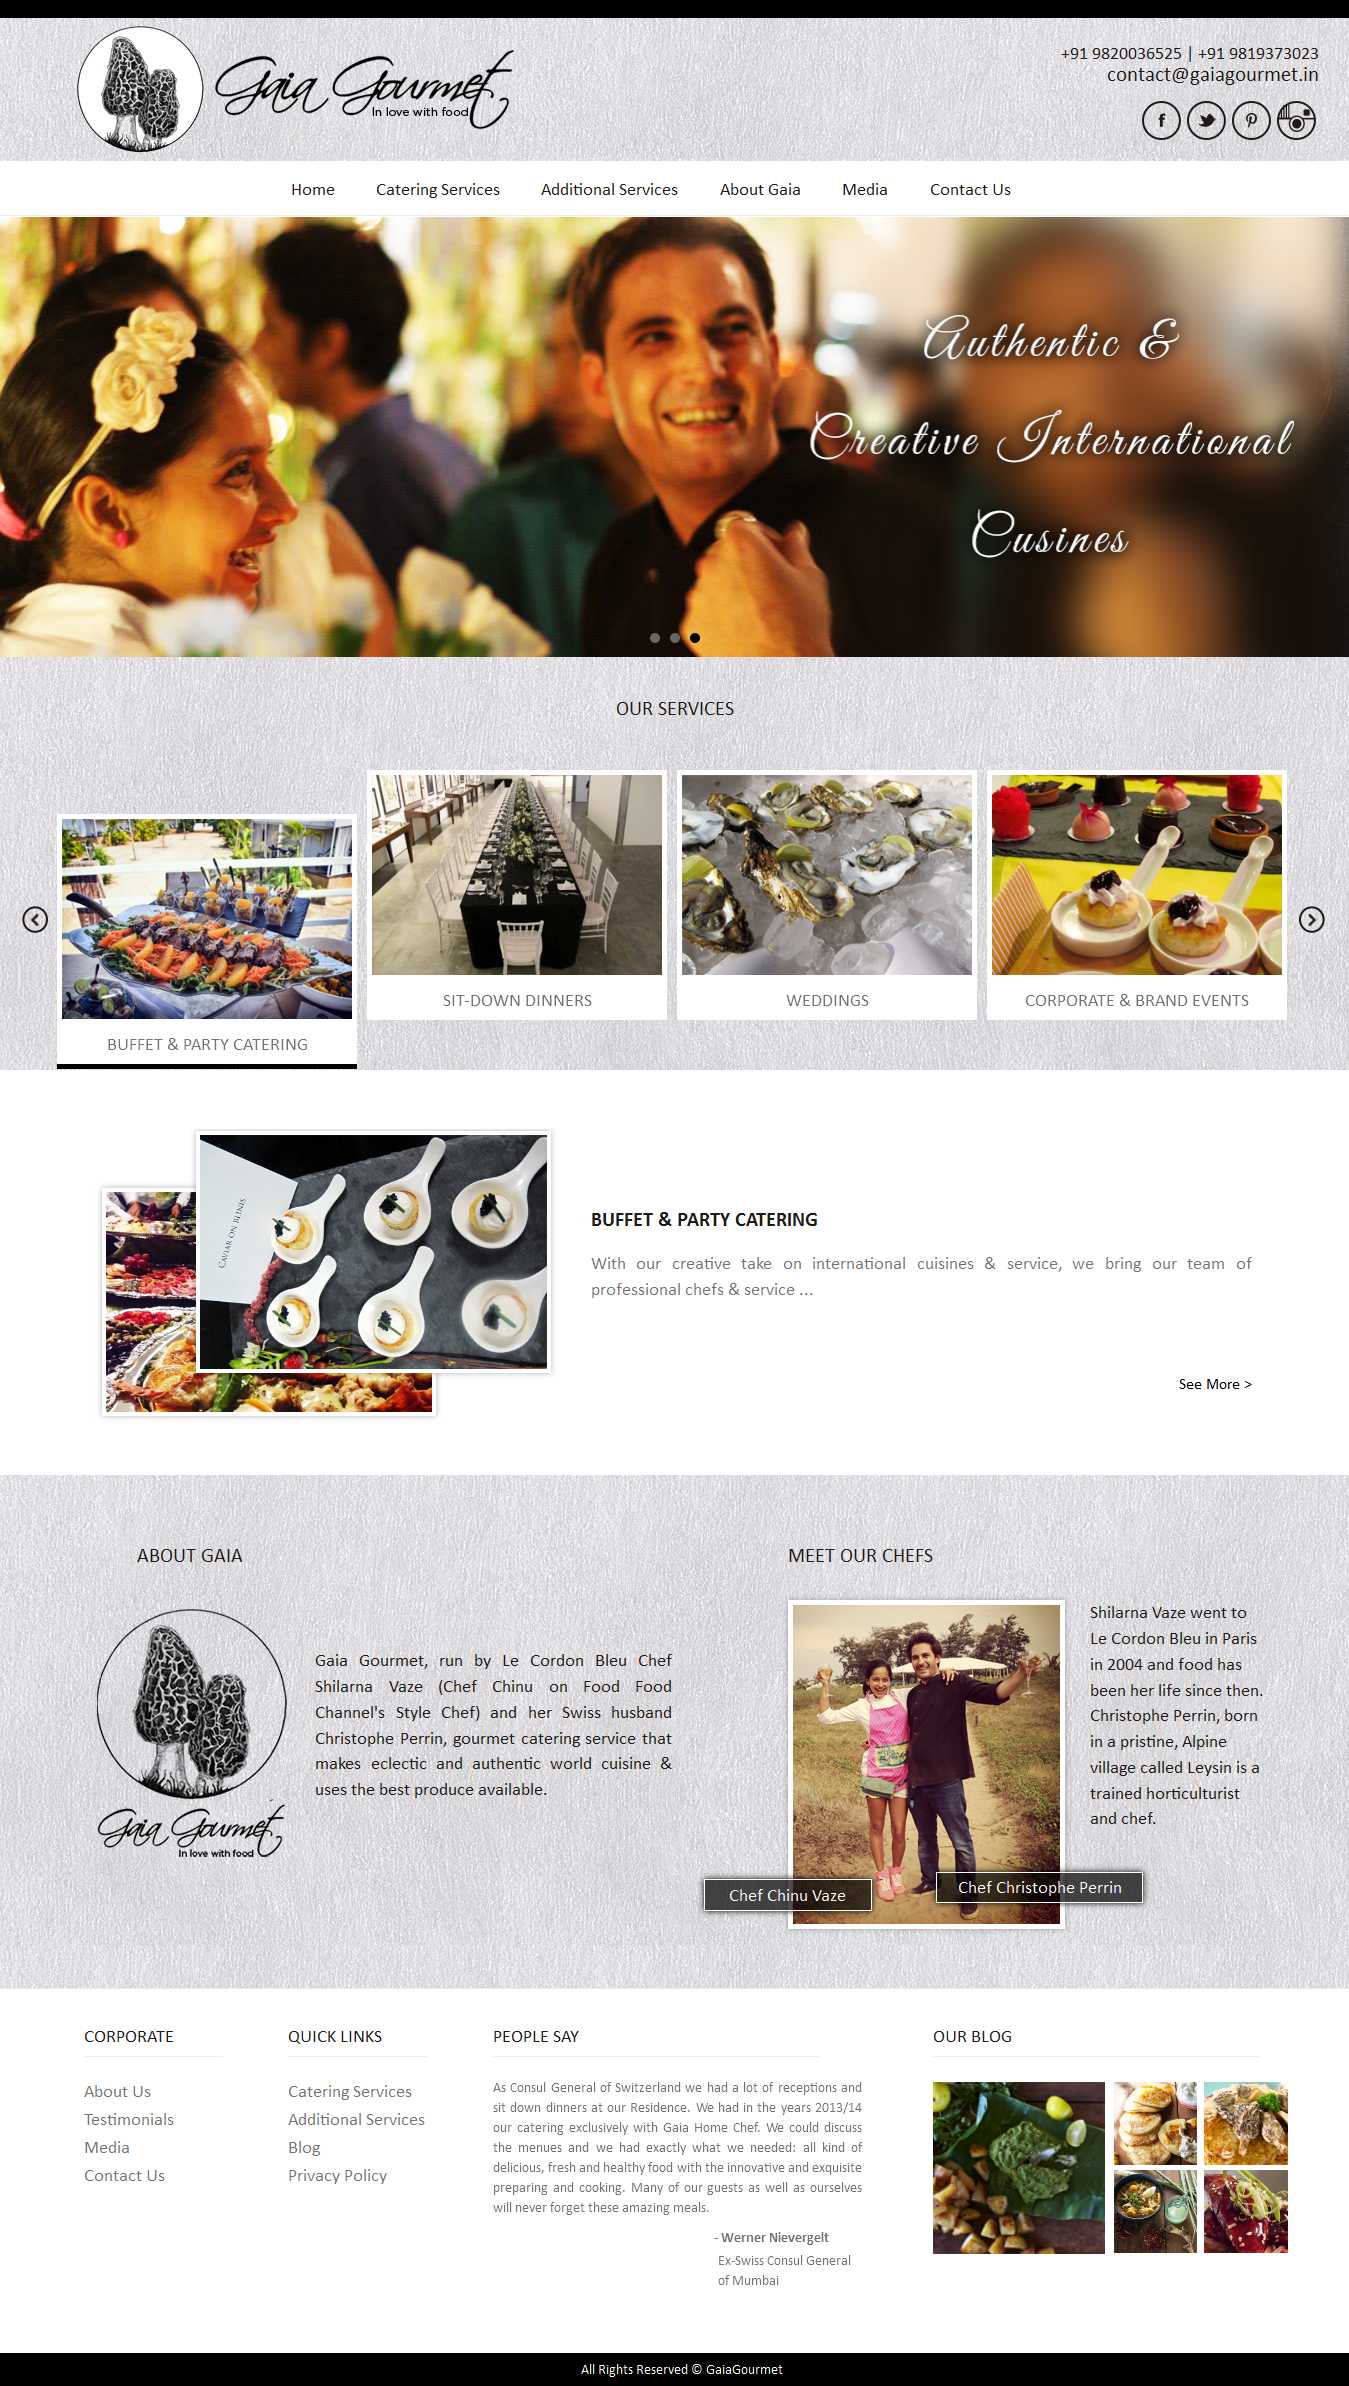 Gaia Gourmet
In love with food
+91 9820036525 | +91 9819373023
contact@gaiagourmet.in
Home Catering Services Additional Services About Gaia Media Contact Us
Authentic &
Creative International
Cusines
OUR SERVICES
BUFFET & PARTY CATERING
SIT-DOWN DINNERS
WEDDINGS
CORPORATE & BRAND EVENTS
CAVIAR ON BLINIS
BUFFET & PARTY CATERING
With our creative take on international cuisines & service, we bring our team of
professional chefs & service ...
See More >
ABOUT GAIA
Gaia Gourmet
In love with food
Gaia Gourmet, run by Le Cordon Bleu Chef
Shilarna Vaze (Chef Chinu on Food Food
Channel's Style Chef) and her Swiss husband
Christophe Perrin, gourmet catering service that
makes eclectic and authentic world cuisine &
uses the best produce available.
MEET OUR CHEFS
Chef Chinu Vaze
Chef Christophe Perrin
Shilarna Vaze went to
Le Cordon Bleu in Paris
in 2004 and food has
been her life since then.
Christophe Perrin, born
in a pristine, Alpine
village called Leysin is a
trained horticulturist
and chef.
CORPORATE
About Us
Testimonials
Media
Contact Us
QUICK LINKS
Catering Services
Additional Services
Blog
Privacy Policy
PEOPLE SAY
As Consul General of Switzerland we had a lot of receptions and
sit down dinners at our Residence. We had in the years 2013/14
our catering exclusively with Gaia Home Chef. We could discuss
the menues and we had exactly what we needed: all kind of
delicious, fresh and healthy food with the innovative and exquisite
preparing and cooking. Many of our guests as well as ourselves
will never forget these amazing meals.
- Werner Nievergelt
Ex-Swiss Consul General
of Mumbai
OUR BLOG
All Rights Reserved © GaiaGourmet